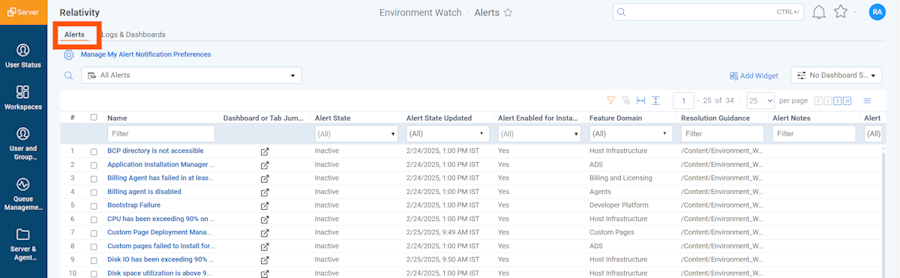 Server
Relativity
Environment Watch › Alerts
CTRL+/
RA
Alerts
Logs & Dashboards
Manage My Alert Notification Preferences
All Alerts
Add Widget
No Dashboard S...
1 - 25 of 34 25 per page
# Name Dashboard or Tab Jum... Alert State Alert State Updated Alert Enabled for Insta... Feature Domain Resolution Guidance Alert Notes Alert
Filter (All) (All) (All) Filter Filter Filter (All)
1 BCP directory is not accessible Inactive 2/24/2025, 1:00 PM IST Yes Host Infrastructure /Content/Environment_W...
2 Application Installation Manager ... Inactive 2/24/2025, 1:00 PM IST Yes ADS /Content/Environment_W...
3 Billing Agent has failed in at leas... Inactive 2/24/2025, 1:00 PM IST Yes Billing and Licensing /Content/Environment_W...
4 Billing agent is disabled Inactive 2/24/2025, 1:00 PM IST Yes Agents /Content/Environment_W...
5 Bootstrap Failure Inactive 2/24/2025, 1:00 PM IST Yes Developer Platform /Content/Environment_W...
6 CPU has been exceeding 90% on ... Inactive 2/24/2025, 1:00 PM IST Yes Host Infrastructure /Content/Environment_W...
7 Custom Page Deployment Mana... Inactive 2/25/2025, 9:49 AM IST Yes Custom Pages /Content/Environment_W...
8 Custom pages failed to install for... Inactive 2/24/2025, 1:00 PM IST Yes ADS /Content/Environment_W...
9 Disk IO has been exceeding 90% ... Inactive 2/25/2025, 9:50 AM IST Yes Host Infrastructure /Content/Environment_W...
10 Disk space utilization is above 9... Inactive 2/24/2025, 1:00 PM IST Yes Host Infrastructure /Content/Environment_W...
User Status
Workspaces
User and
Group...
Queue
Manageme...
Server &
Agent...